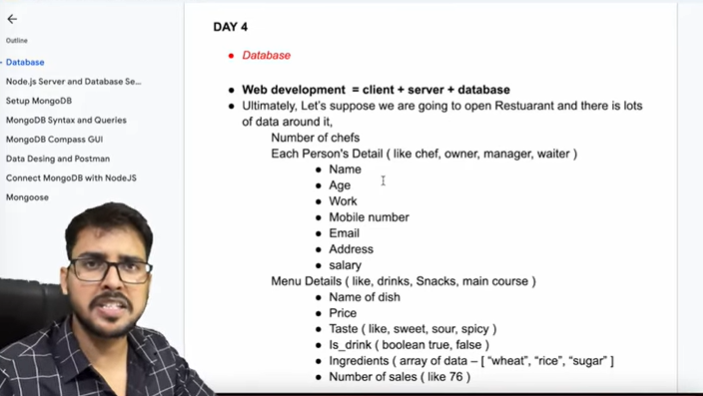 Outline
Database
Node.js Server and Database Se...
Setup MongoDB
MongoDB Syntax and Queries
MongoDB Compass GUI
Data Desing and Postman
Connect MongoDB with NodeJS
Mongoose
DAY 4
● Database
● Web development = client + server + database
● Ultimately, Let's suppose we are going to open Restuarant and there is lots
of data around it,
Number of chefs
Each Person's Detail ( like chef, owner, manager, waiter )
● Name
● Age
● Work
● Mobile number
● Email
● Address
● salary
Menu Details ( like, drinks, Snacks, main course )
● Name of dish
● Price
● Taste ( like, sweet, sour, spicy )
● Is_drink ( boolean true, false )
● Ingredients ( array of data – [ “wheat”, “rice”, “sugar” ]
● Number of sales ( like 76 )